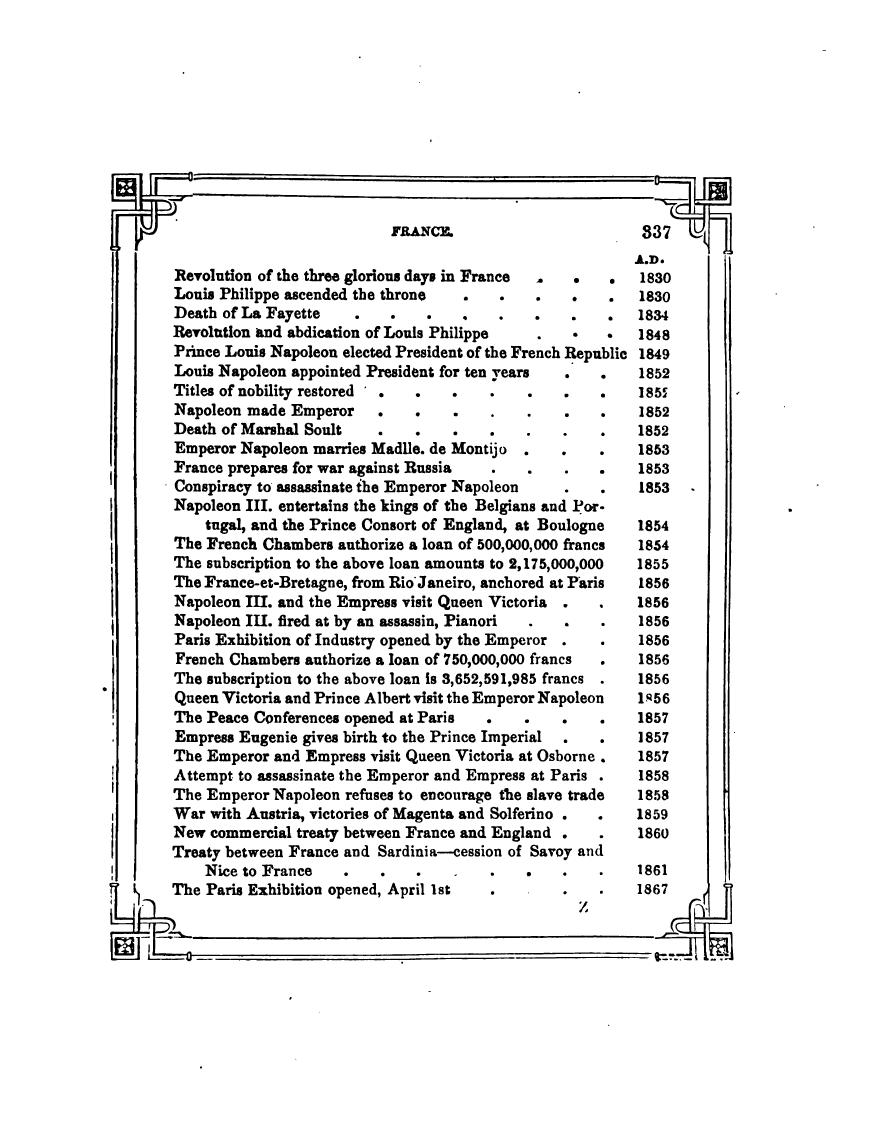 FRANCE. 337
A.D.
Revolution of the three glorious days in France . . . 1830
Louis Philippe ascended the throne . . . . . 1830
Death of La Fayette . . . . . . . . 1834
Revolution and abdication of Louis Philippe . . . 1848
Prince Louis Napoleon elected President of the French Republic 1849
Louis Napoleon appointed President for ten years . . 1852
Titles of nobility restored . . . . . . . 1852
Napoleon made Emperor . . . . . . . 1852
Death of Marshal Soult . . . . . . . 1852
Emperor Napoleon marries Madlle. de Montijo . . . 1853
France prepares for war against Russia . . . . 1853
Conspiracy to assassinate the Emperor Napoleon . . 1853
Napoleon III. entertains the kings of the Belgians and Por-
tugal, and the Prince Consort of England, at Boulogne 1854
The French Chambers authorize a loan of 500,000,000 francs 1854
The subscription to the above loan amounts to 2,175,000,000 1855
The France-et-Bretagne, from Rio Janeiro, anchored at Paris 1856
Napoleon III. and the Empress visit Queen Victoria . . 1856
Napoleon III. fired at by an assassin, Pianori . . . 1856
Paris Exhibition of Industry opened by the Emperor . . 1856
French Chambers authorize a loan of 750,000,000 francs . 1856
The subscription to the above loan is 3,652,591,985 francs . 1856
Queen Victoria and Prince Albert visit the Emperor Napoleon 1856
The Peace Conferences opened at Paris . . . . 1857
Empress Eugenie gives birth to the Prince Imperial . . 1857
The Emperor and Empress visit Queen Victoria at Osborne . 1857
Attempt to assassinate the Emperor and Empress at Paris . 1858
The Emperor Napoleon refuses to encourage the slave trade 1858
War with Austria, victories of Magenta and Solferino . . 1859
New commercial treaty between France and England . . 1860
Treaty between France and Sardinia—cession of Savoy and
Nice to France . . . . . . . . 1861
The Paris Exhibition opened, April 1st . . . 1867